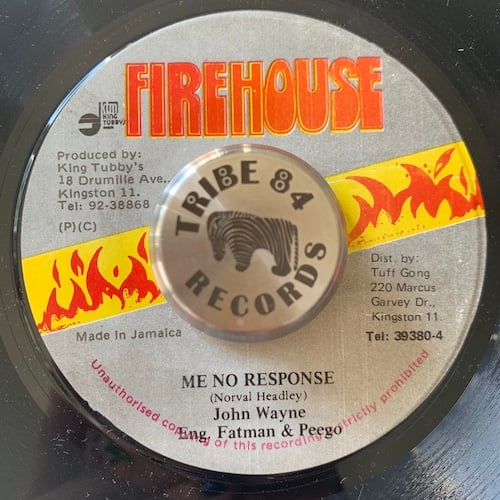 KING
TUBBY'S
FIREHOUSE
Produced by:
King Tubby's
18 Drumille Ave.,
Kingston 11.
Tel: 92-38868
(P)(C)
TRIBE 84
RECORDS
Dist. by:
Tuff Gong
220 Marcus
Garvey Dr.,
Kingston 11.
Tel: 39380-4
Made In Jamaica
ME NO RESPONSE
(Norval Headley)
John Wayne
Eng. Fatman & Peego
Unauthorised copying of this recording strictly prohibited